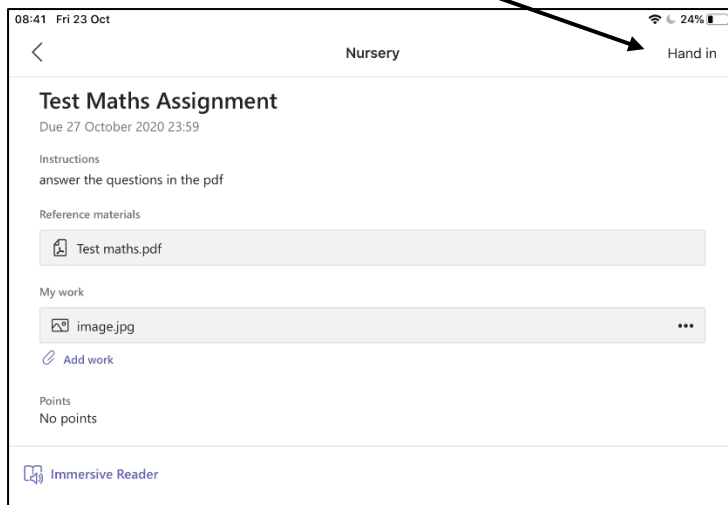 08:41 Fri 23 Oct 24%
Nursery Hand in
Test Maths Assignment
Due 27 October 2020 23:59
Instructions
answer the questions in the pdf
Reference materials
Test maths.pdf
My work
image.jpg
Add work
Points
No points
Immersive Reader